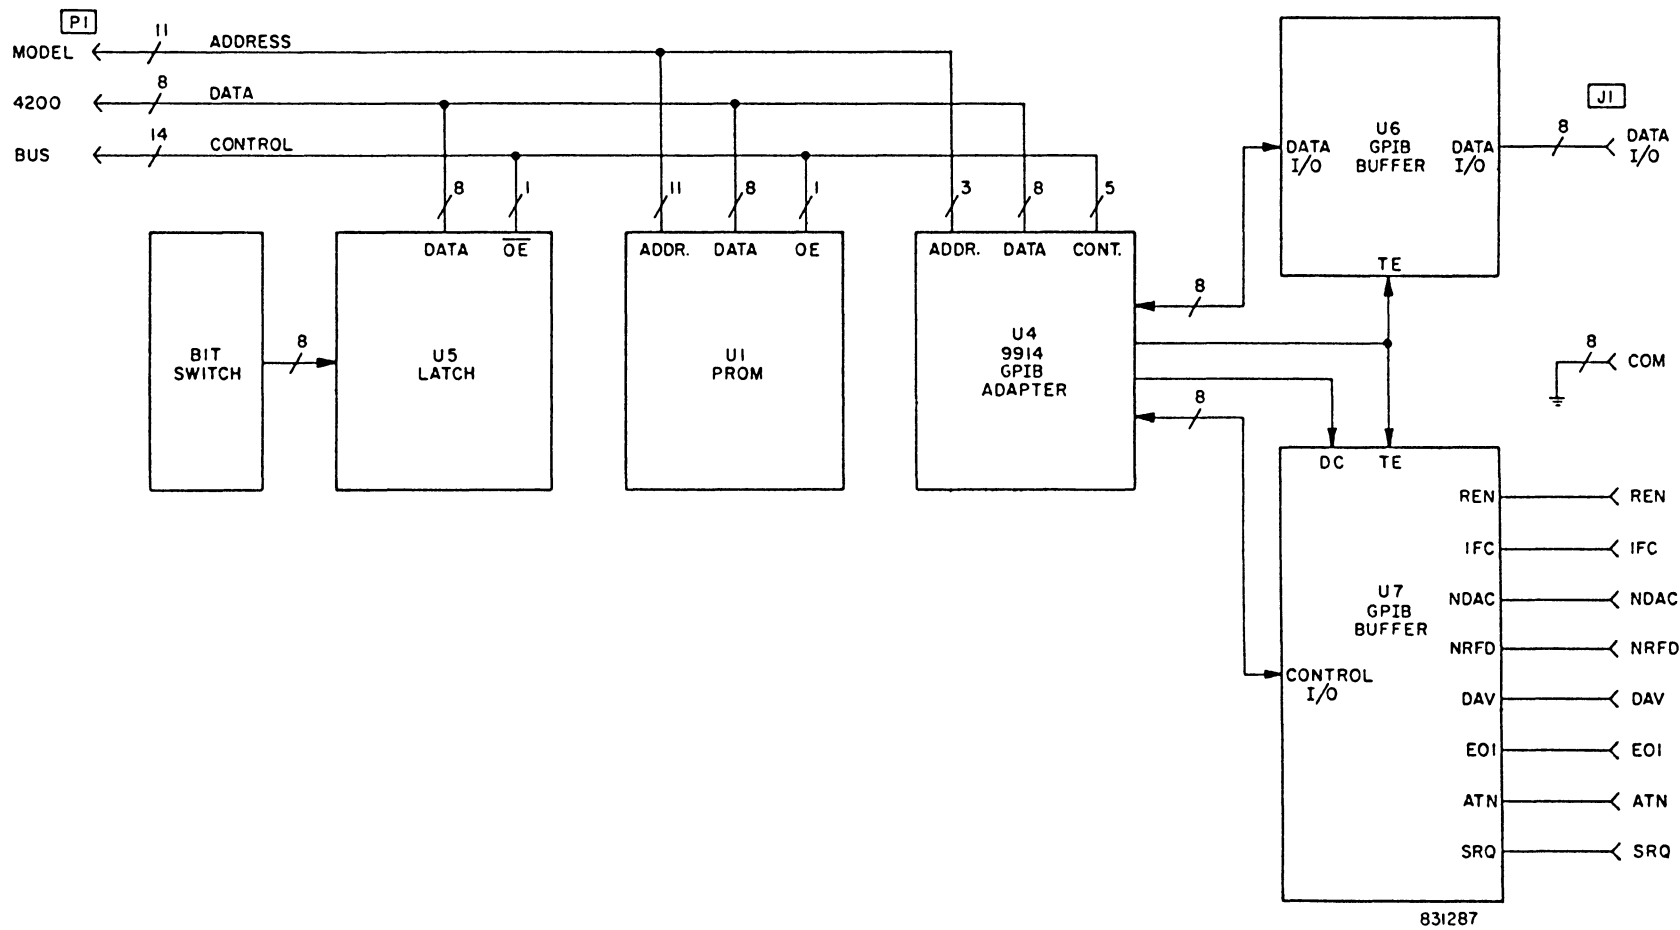 P1
MODEL
4200
BUS
11
ADDRESS
8
DATA
14
CONTROL
8
1
11
8
1
3
8
5
BIT
SWITCH
8
DATA
OE
U5
LATCH
ADDR.
DATA
OE
U1
PROM
ADDR.
DATA
CONT.
U4
9914
GPIB
ADAPTER
8
8
DATA
I/O
U6
GPIB
BUFFER
DATA
I/O
TE
8
J1
DATA
I/O
8
COM
DC
TE
U7
GPIB
BUFFER
CONTROL
I/O
REN
REN
IFC
IFC
NDAC
NDAC
NRFD
NRFD
DAV
DAV
EOI
EOI
ATN
ATN
SRQ
SRQ
831287